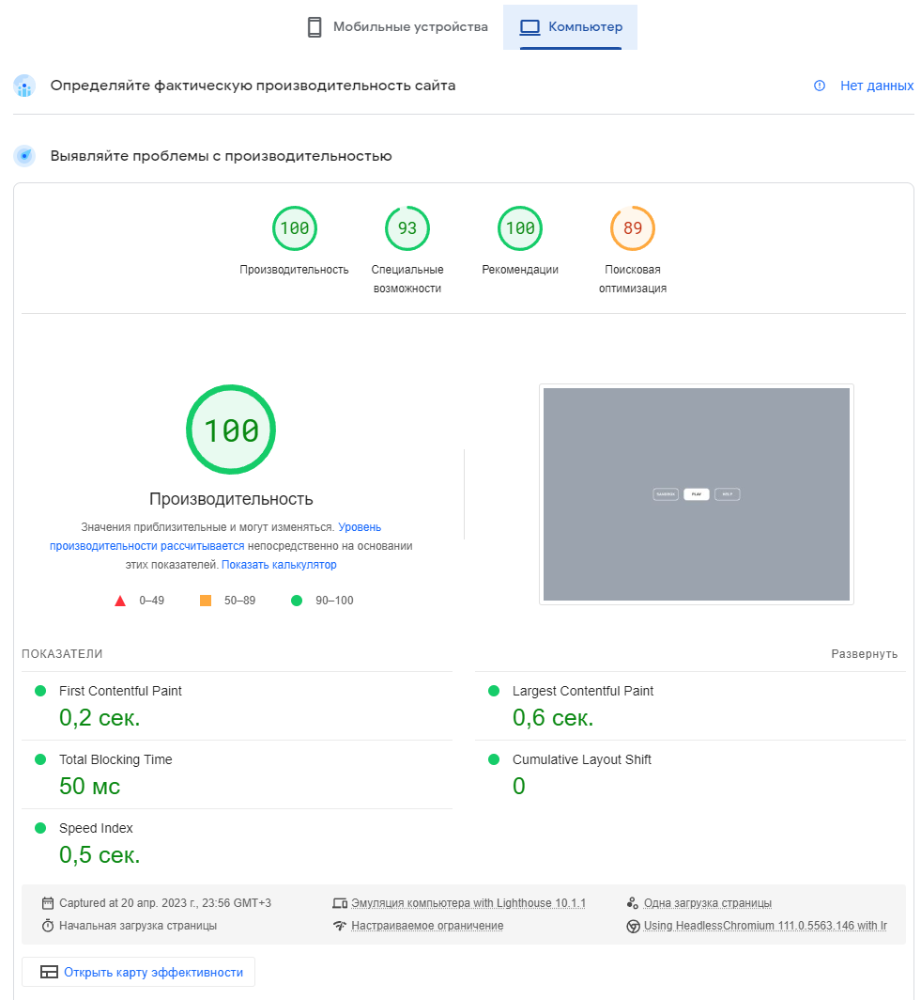 Мобильные устройства
Компьютер
Определяйте фактическую производительность сайта
Нет данных
Выявляйте проблемы с производительностью
100
93
100
89
Производительность
Специальные
возможности
Рекомендации
Поисковая
оптимизация
100
Производительность
Значения приблизительные и могут изменяться. Уровень
производительности рассчитывается непосредственно на основании
этих показателей. Показать калькулятор
0–49
50–89
90–100
PLAY
HELP
ПОКАЗАТЕЛИ
Развернуть
First Contentful Paint
0,2 сек.
Largest Contentful Paint
0,6 сек.
Total Blocking Time
50 мс
Cumulative Layout Shift
0
Speed Index
0,5 сек.
Captured at 20 апр. 2023 г., 23:56 GMT+3
Эмуляция компьютера with Lighthouse 10.1.1
Одна загрузка страницы
Начальная загрузка страницы
Настраиваемое ограничение
Using HeadlessChromium 111.0.5563.146 with lr
Открыть карту эффективности